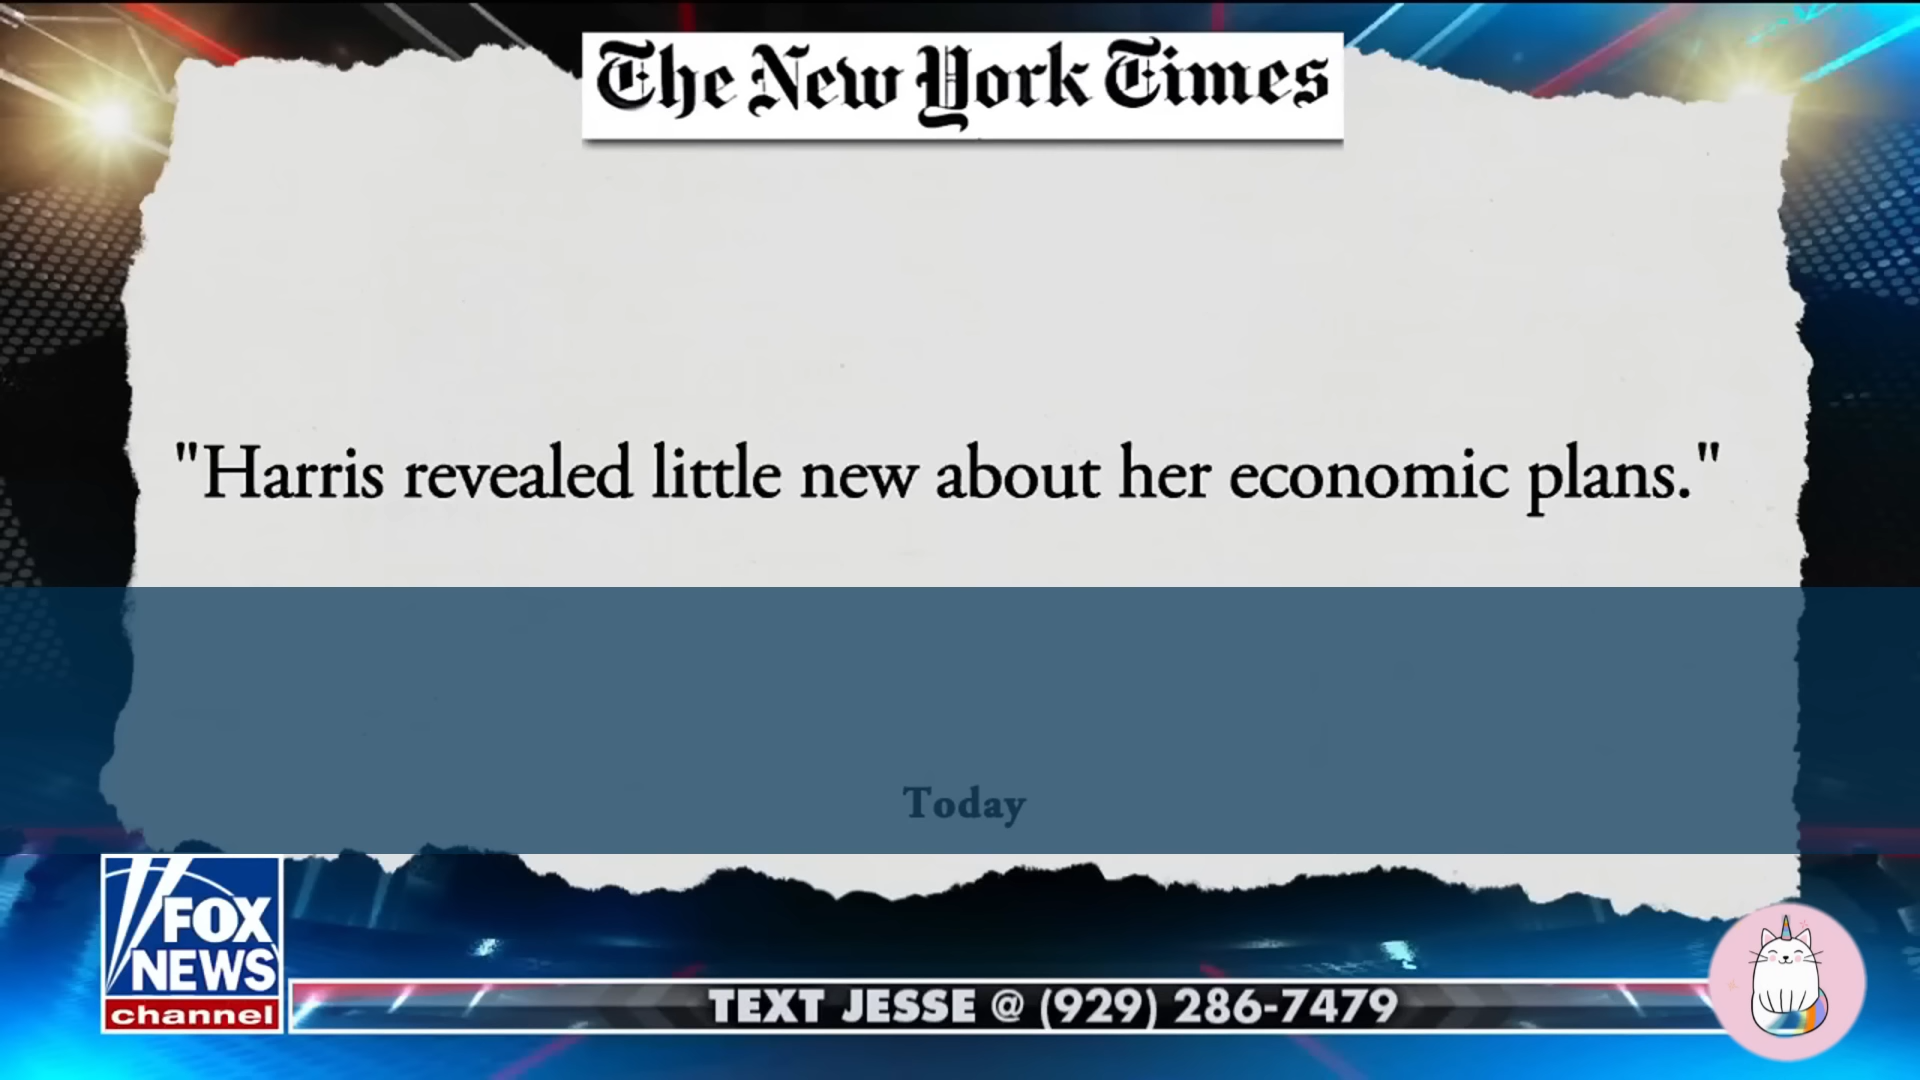 The New York Times
"Harris revealed little new about her economic plans."
Today
FOX
NEWS
channel
TEXT JESSE @ (929) 286-7479